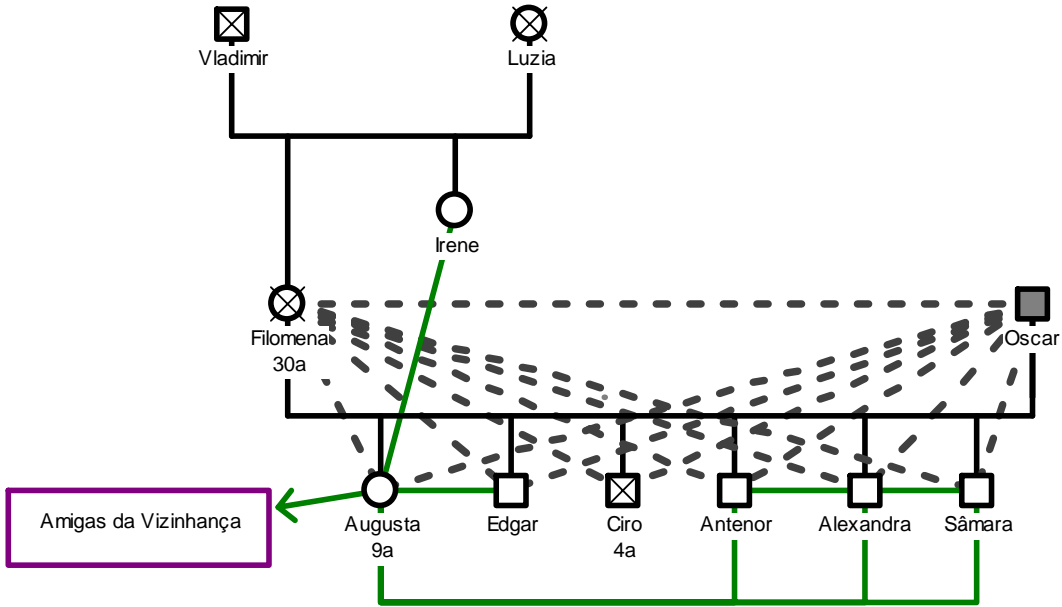 Vladimir
Luzia
Irene
Filomena
30a
Oscar
Amigas da Vizinhança
Augusta
9a
Edgar
Ciro
4a
Antenor
Alexandra
Sâmara